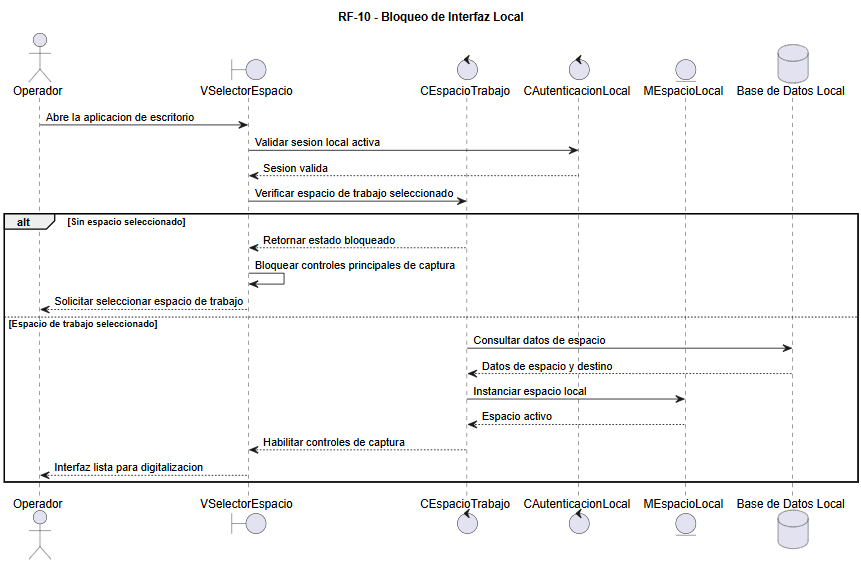 RF-10 - Bloqueo de Interfaz Local
Operador
VSelectorEspacio
CEspacioTrabajo
CAutenticacionLocal
MEspacioLocal
Base de Datos Local
Abre la aplicacion de escritorio
Validar sesion local activa
Sesion valida
Verificar espacio de trabajo seleccionado
alt
[Sin espacio seleccionado]
Retornar estado bloqueado
Bloquear controles principales de captura
Solicitar seleccionar espacio de trabajo
[Espacio de trabajo seleccionado]
Consultar datos de espacio
Datos de espacio y destino
Instanciar espacio local
Espacio activo
Habilitar controles de captura
Interfaz lista para digitalizacion
Operador
VSelectorEspacio
CEspacioTrabajo
CAutenticacionLocal
MEspacioLocal
Base de Datos Local